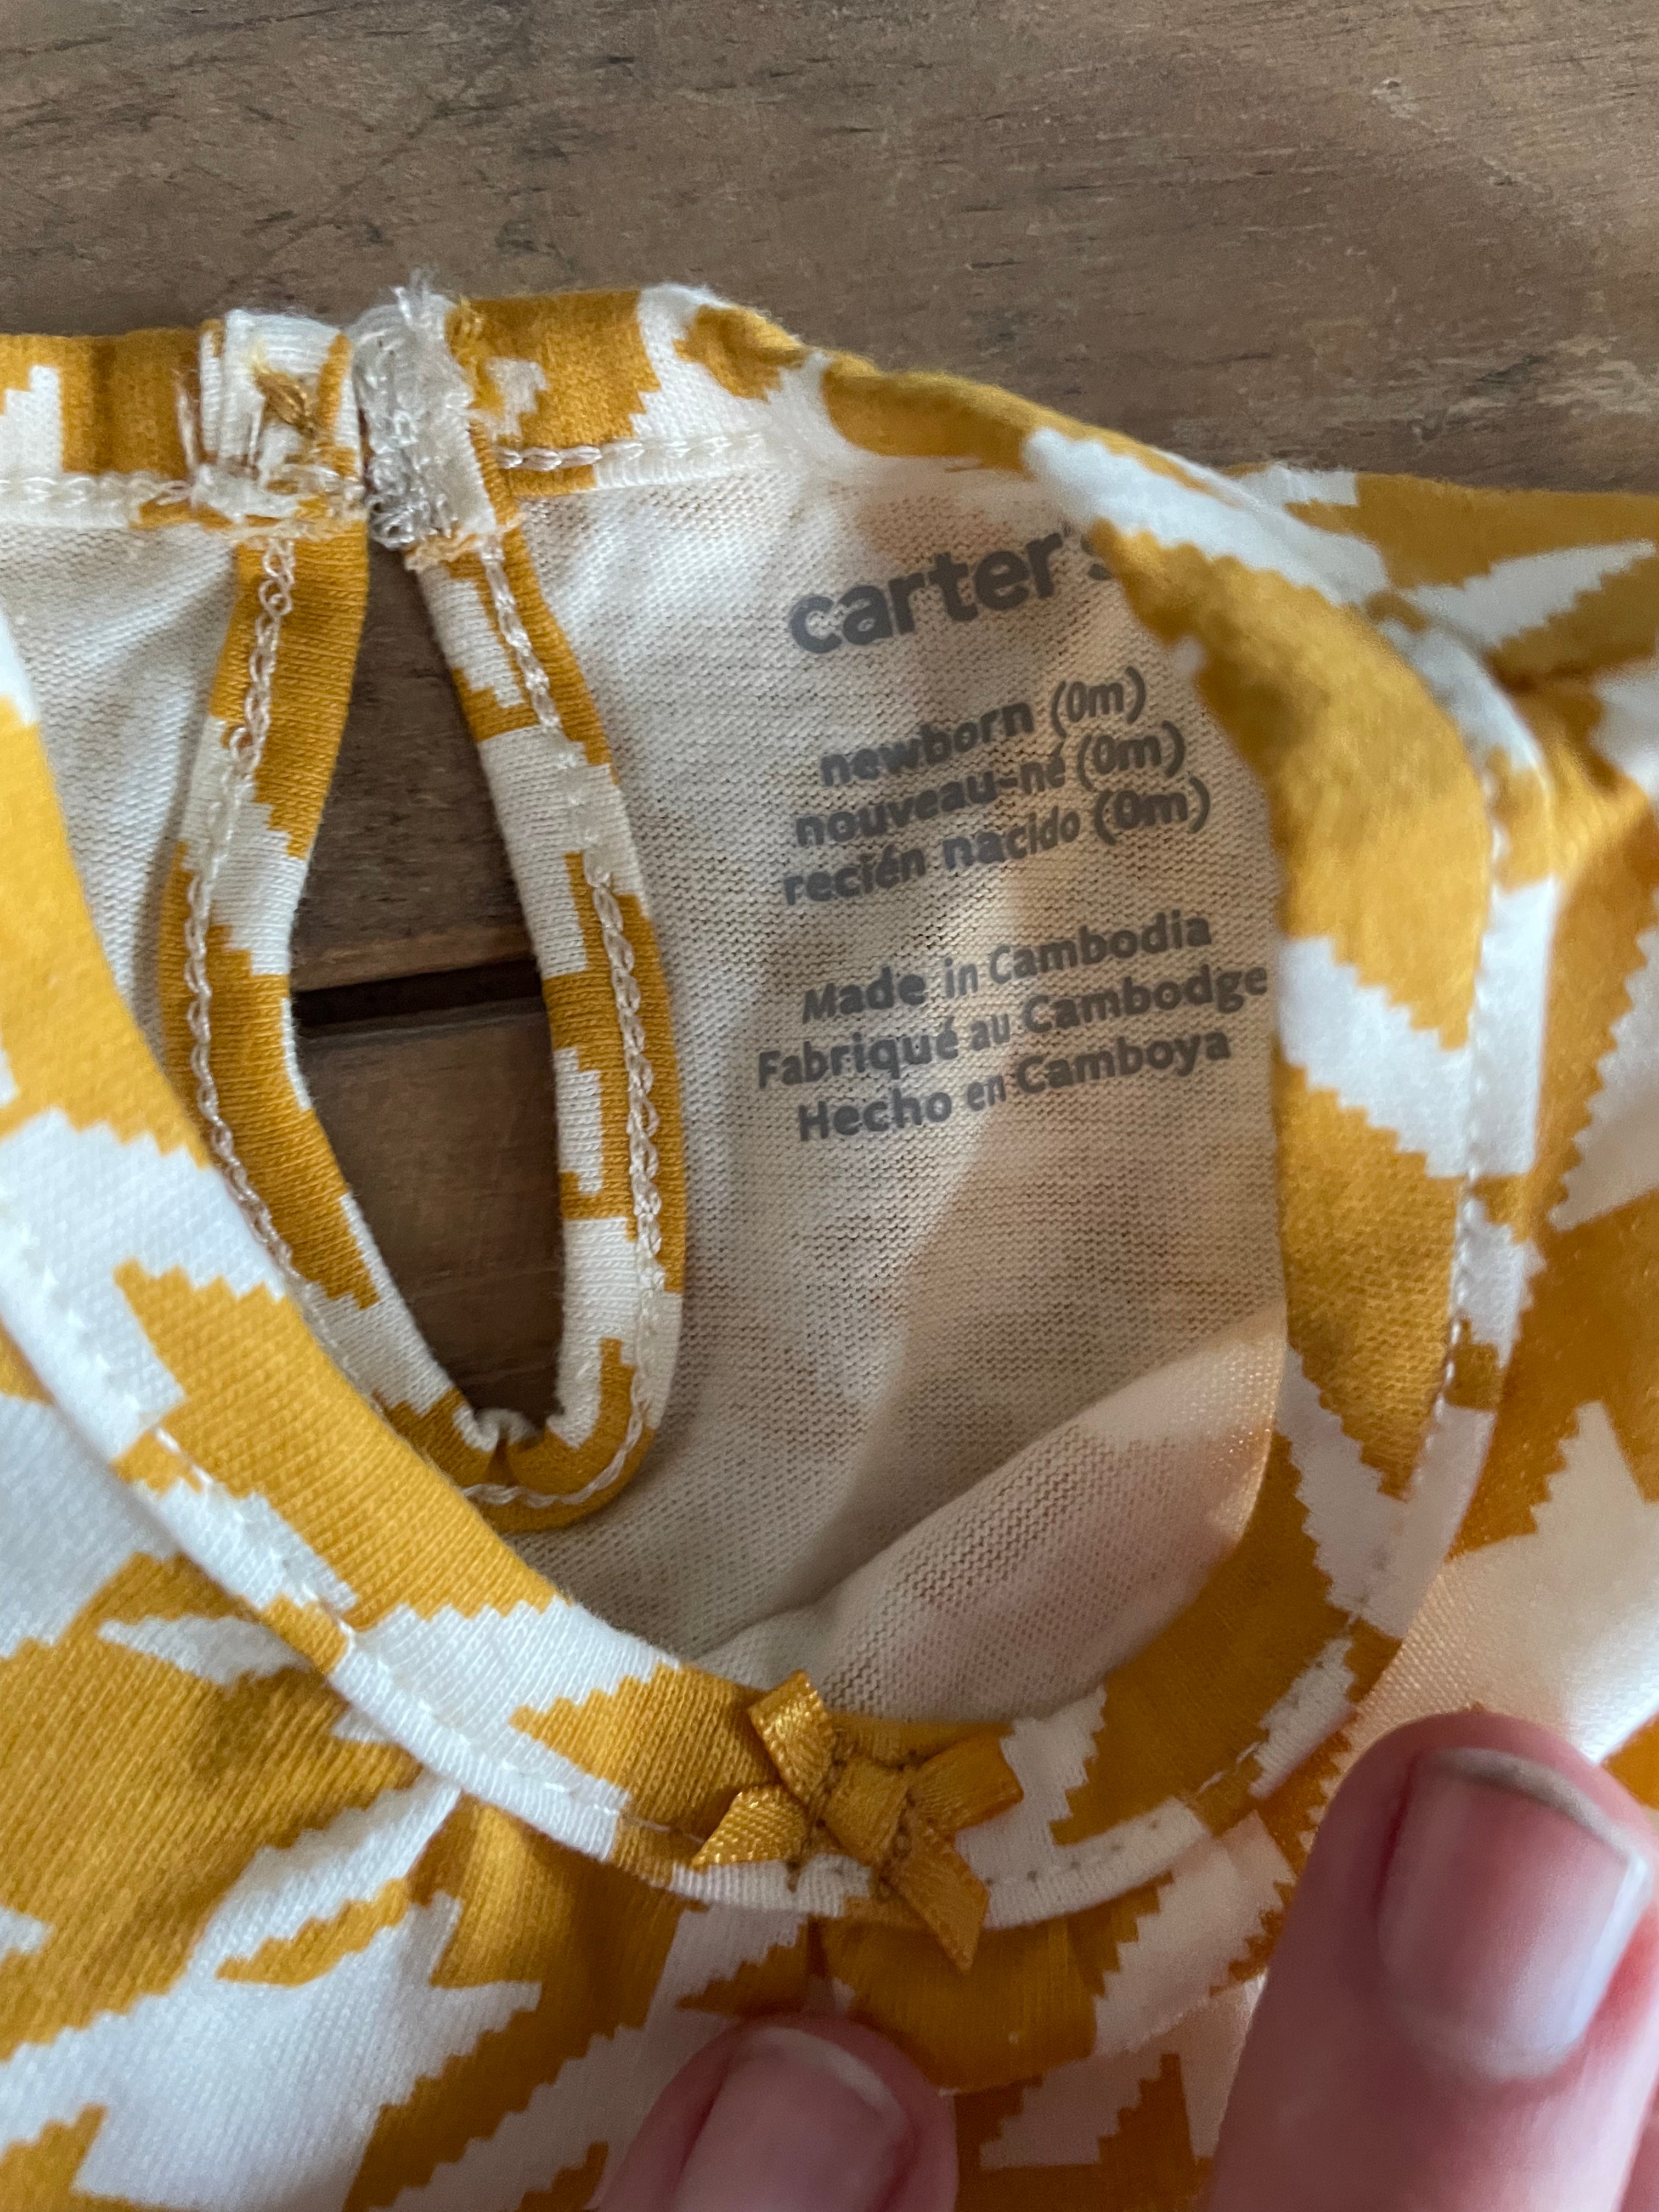 carter's
newborn (0m)
nouveau-né (0m)
recién nacido (0m)
Made in Cambodia
Fabriqué au Cambodge
Hecho en Camboya